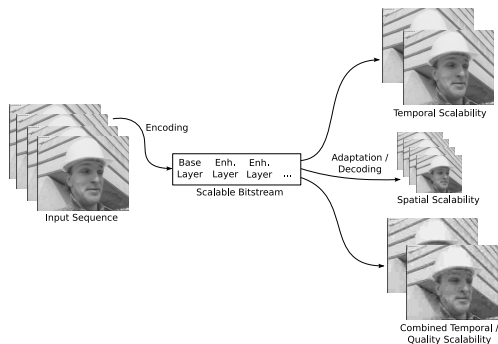 Input Sequence
Encoding
Base Enh. Enh.
Layer Layer Layer ...
Scalable Bitstream
Adaptation /
Decoding
Temporal Scalability
Spatial Scalability
Combined Temporal /
Quality Scalability